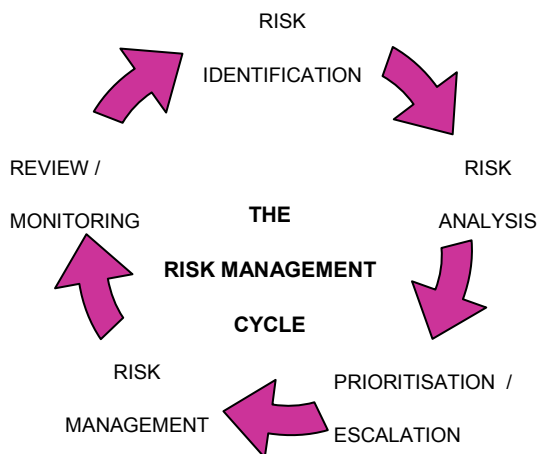 RISK
IDENTIFICATION
RISK
ANALYSIS
PRIORITISATION /
ESCALATION
RISK
MANAGEMENT
REVIEW /
MONITORING
THE
RISK MANAGEMENT
CYCLE